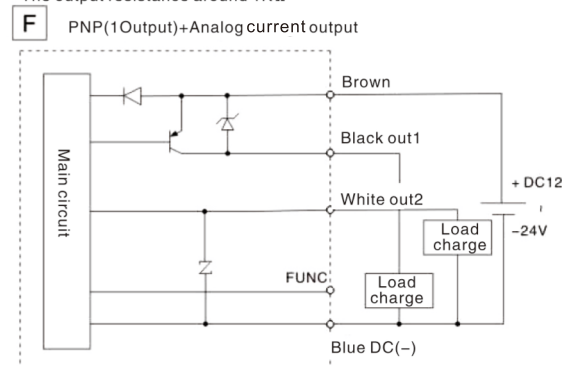 F PNP(1Output)+Analog current output
Brown
Main circuit
Black out1
+ DC12
White out2
Load
charge
–24V
FUNC
Load
charge
Blue DC(–)